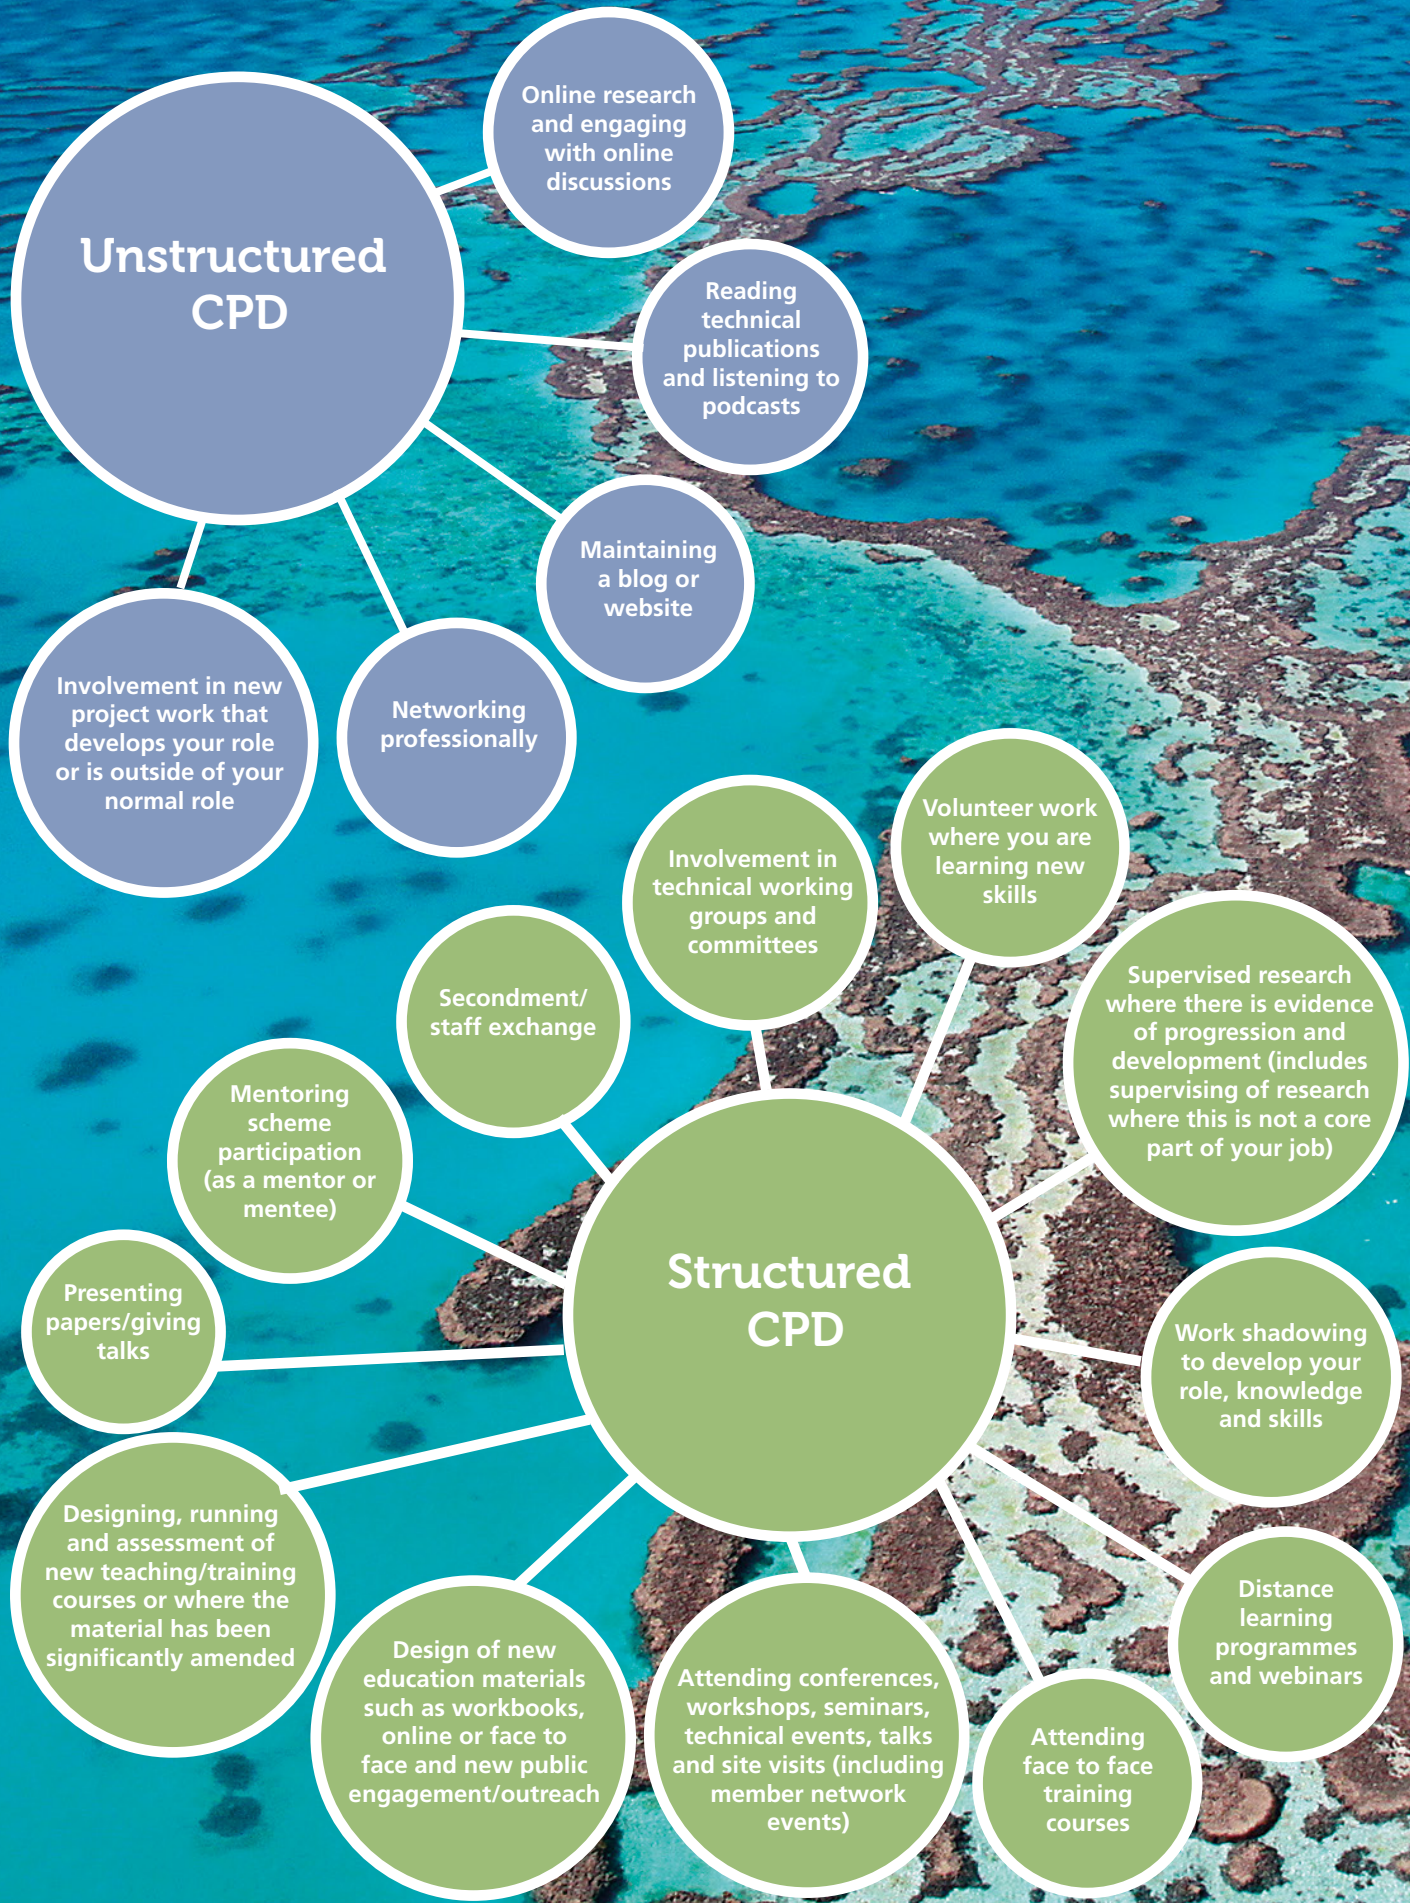 Unstructured
CPD
Online research
and engaging
with online
discussions
Reading
technical
publications
and listening to
podcasts
Maintaining
a blog or
website
Networking
professionally
Involvement in new
project work that
develops your role
or is outside of your
normal role
Structured
CPD
Involvement in
technical working
groups and
committees
Volunteer work
where you are
learning new
skills
Supervised research
where there is evidence
of progression and
development (includes
supervising of research
where this is not a core
part of your job)
Work shadowing
to develop your
role, knowledge
and skills
Distance
learning
programmes
and webinars
Attending
face to face
training
courses
Attending conferences,
workshops, seminars,
technical events, talks
and site visits (including
member network
events)
Design of new
education materials
such as workbooks,
online or face to
face and new public
engagement/outreach
Designing, running
and assessment of
new teaching/training
courses or where the
material has been
significantly amended
Presenting
papers/giving
talks
Mentoring
scheme
participation
(as a mentor or
mentee)
Secondment/
staff exchange